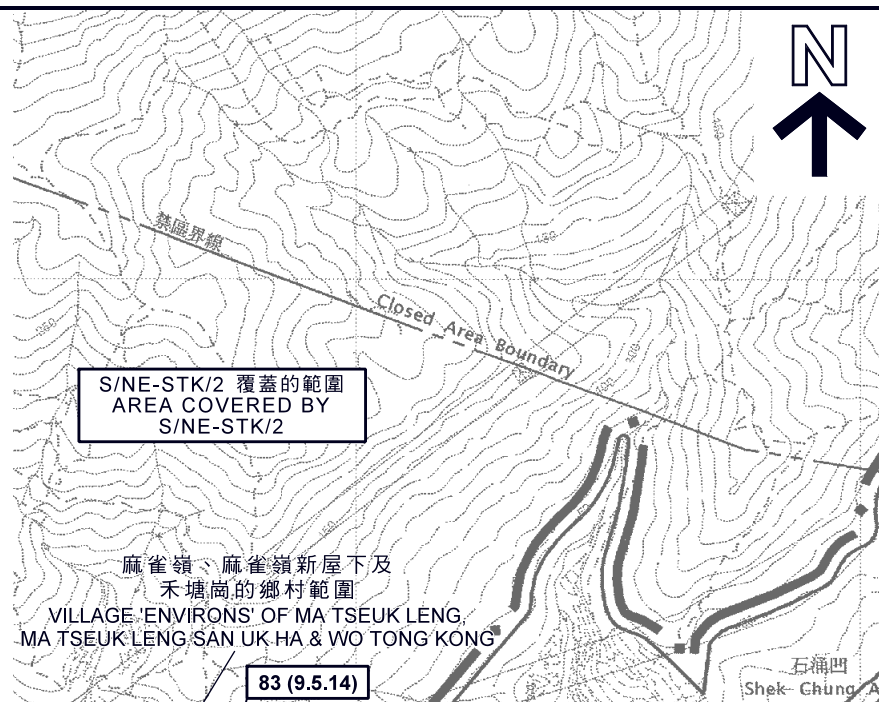 N
禁區界線
Closed Area Boundary
S/NE-STK/2 覆蓋的範圍
AREA COVERED BY
S/NE-STK/2
麻雀嶺、麻雀嶺新屋下及
禾塘崗的鄉村範圍
VILLAGE 'ENVIRONS' OF MA TSEUK LENG,
MA TSEUK LENG SAN UK HA & WO TONG KONG
83 (9.5.14)
石涌凹
Shek Chung A